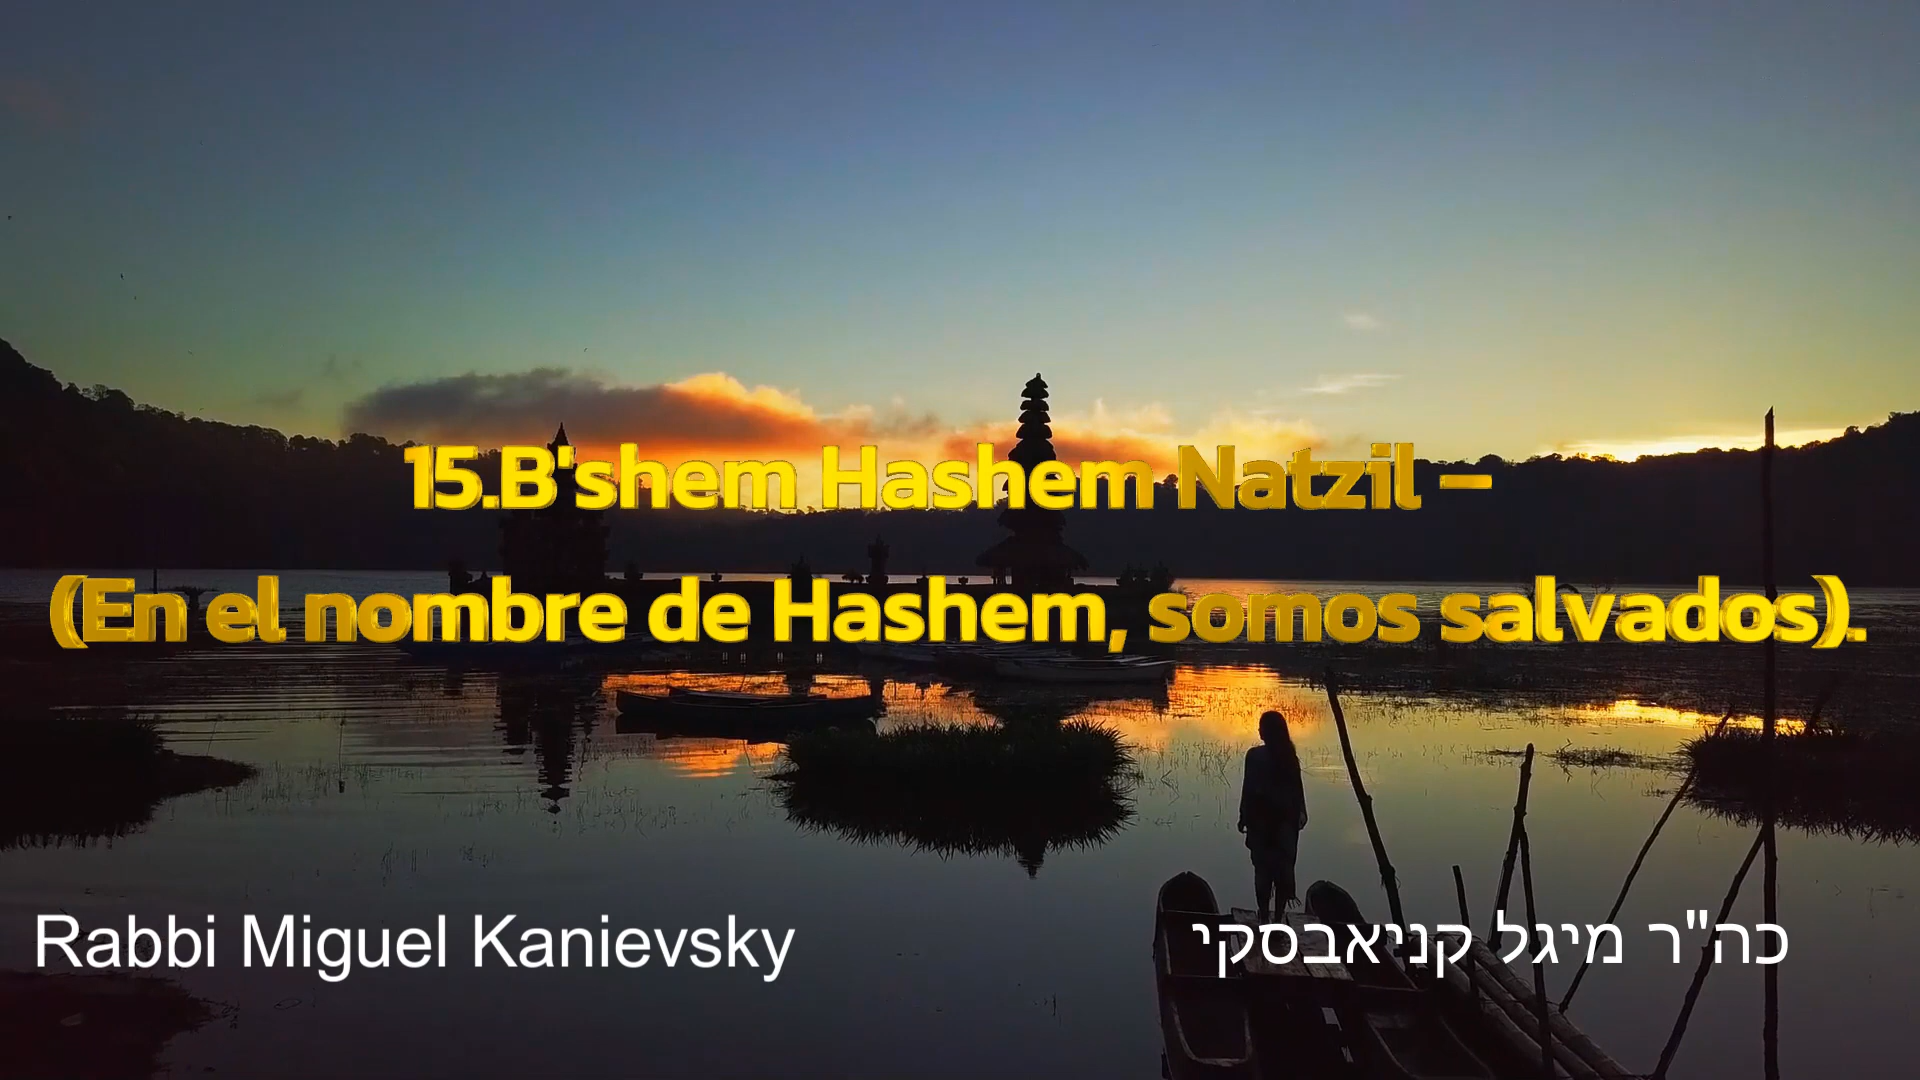 15.B'shem Hashem Natzil –
(En el nombre de Hashem, somos salvados).
Rabbi Miguel Kanievsky
כה"ר מיגל קניאבסקי